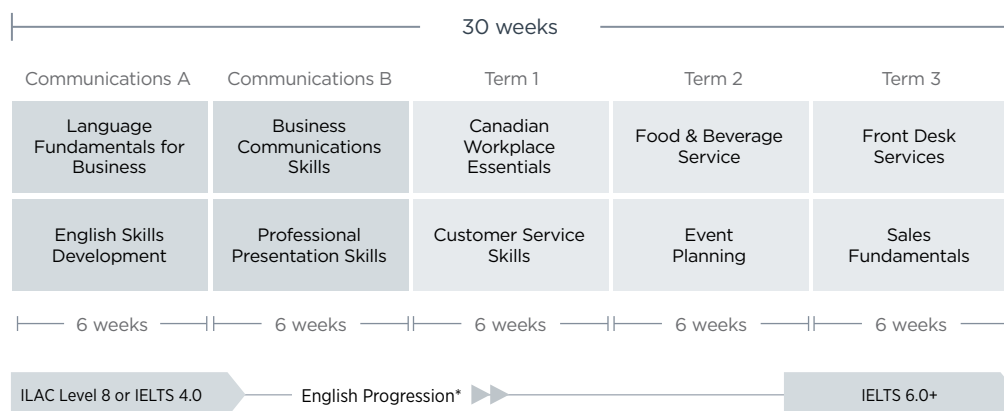 30 weeks
Communications A
Communications B
Term 1
Term 2
Term 3
Language
Fundamentals for
Business
Business
Communications
Skills
Canadian
Workplace
Essentials
Food & Beverage
Service
Front Desk
Services
English Skills
Development
Professional
Presentation Skills
Customer Service
Skills
Event
Planning
Sales
Fundamentals
6 weeks
6 weeks
6 weeks
6 weeks
6 weeks
ILAC Level 8 or IELTS 4.0
English Progression*
IELTS 6.0+